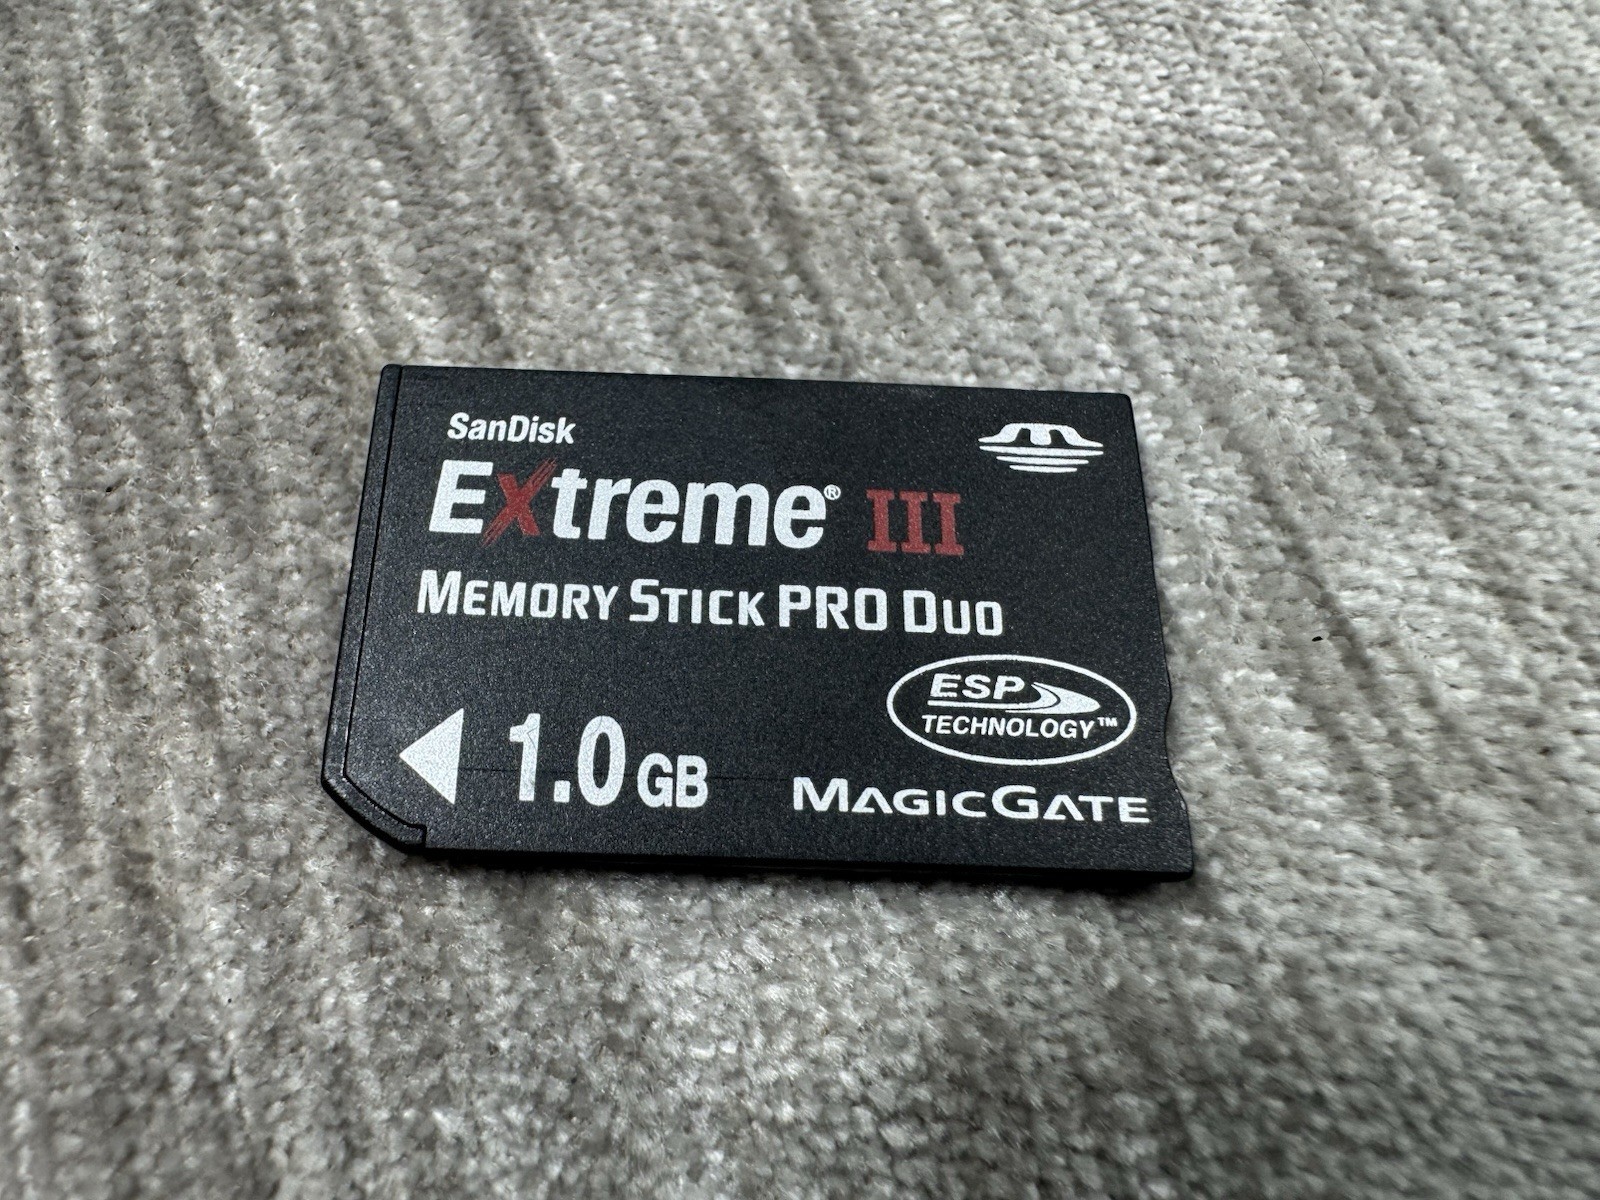 SanDisk
Extreme® III
MEMORY STICK PRO DUO
ESP
TECHNOLOGY™
1.0 GB
MAGICGATE